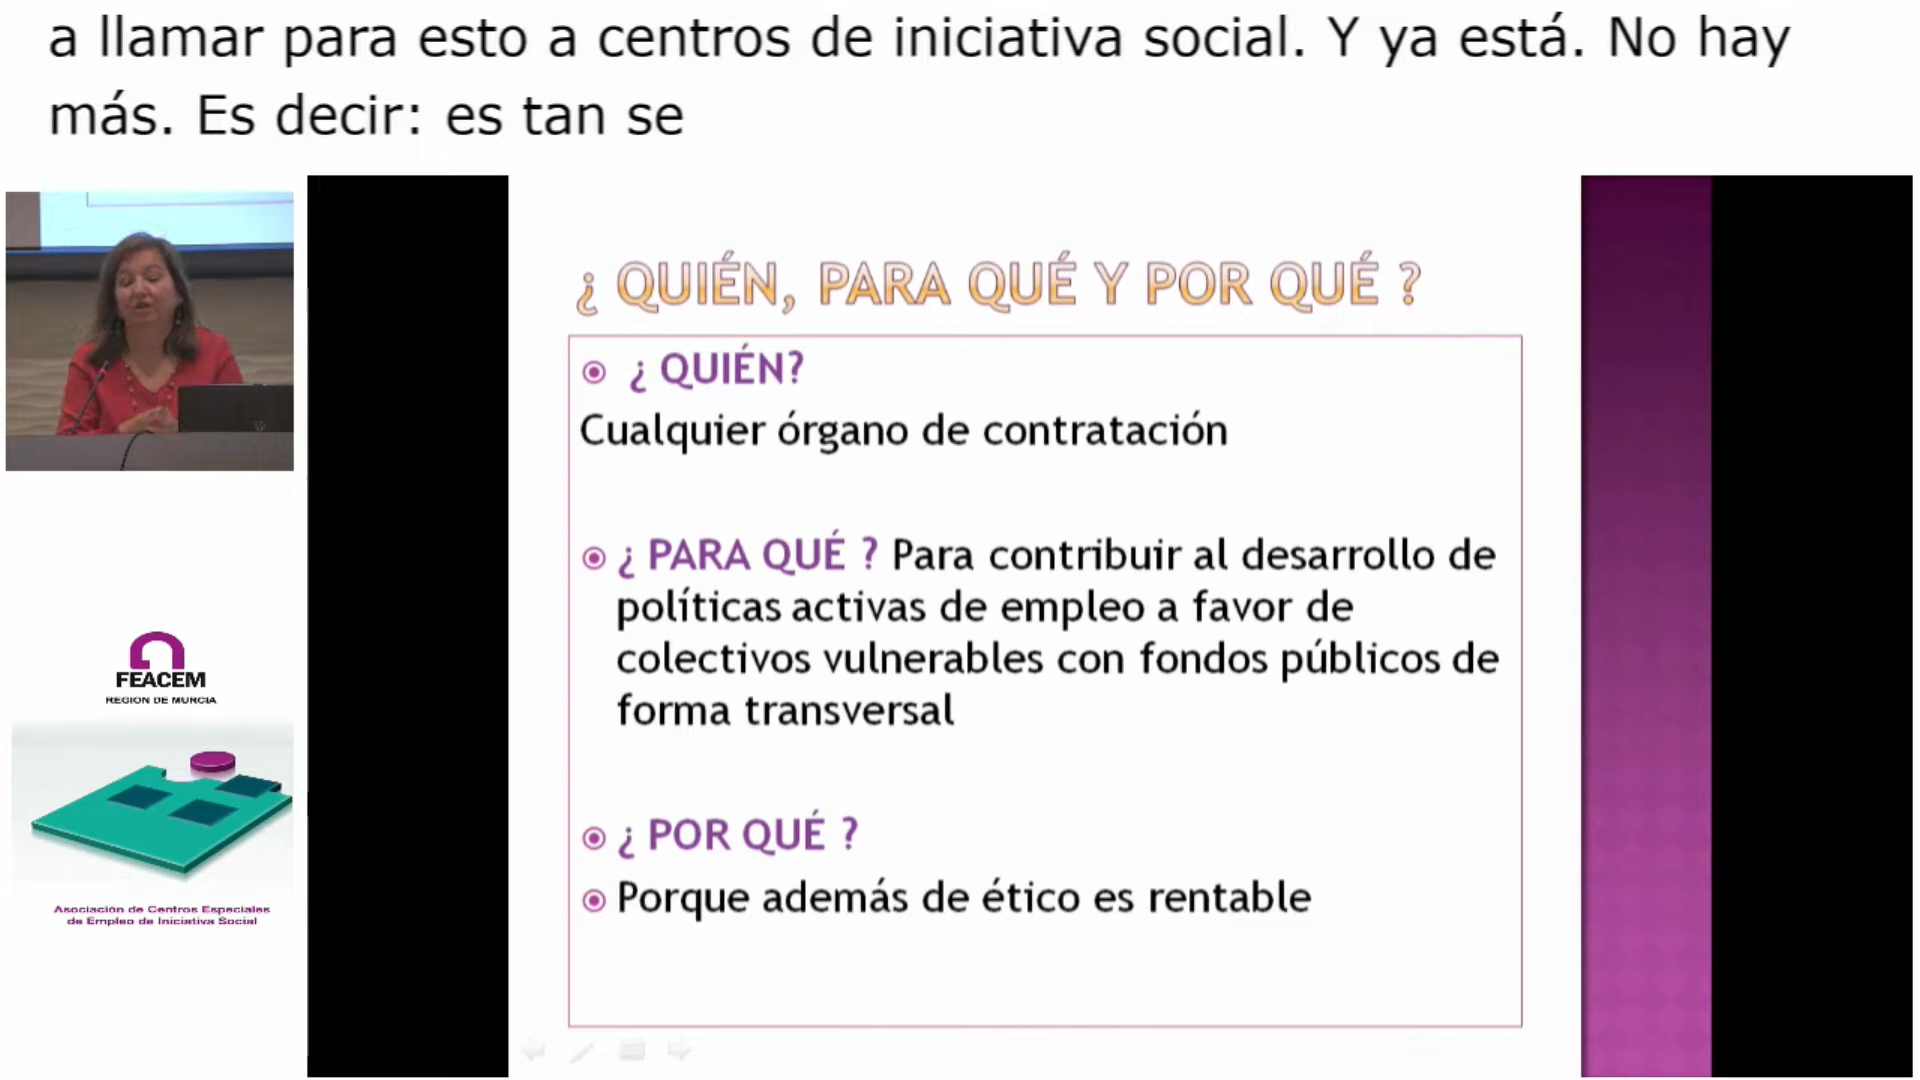 a llamar para esto a centros de iniciativa social. Y ya está. No hay
más. Es decir: es tan se
¿ QUIÉN, PARA QUÉ Y POR QUÉ ?
¿ QUIÉN?
Cualquier órgano de contratación
¿ PARA QUÉ ? Para contribuir al desarrollo de
políticas activas de empleo a favor de
colectivos vulnerables con fondos públicos de
forma transversal
¿ POR QUÉ ?
Porque además de ético es rentable
FEACEM
REGION DE MURCIA
Asociación de Centros Especiales
de Empleo de Iniciativa Social